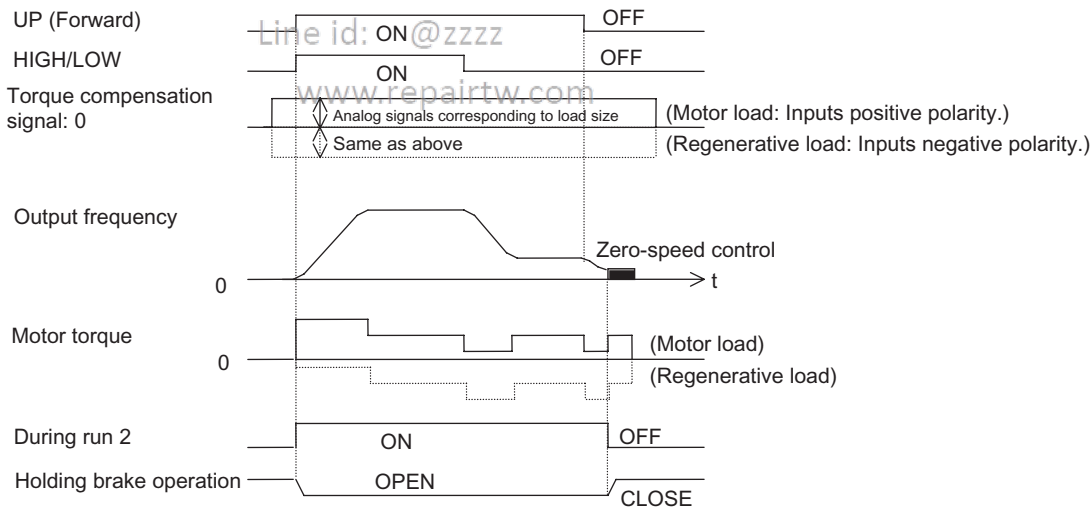 UP (Forward)
OFF
Line id: @zzzz
ON
HIGH/LOW
OFF
ON
www.repairtw.com
Torque compensation
signal: 0
Analog signals corresponding to load size
(Motor load: Inputs positive polarity.)
Same as above
(Regenerative load: Inputs negative polarity.)
Output frequency
Zero-speed control
0
t
Motor torque
(Motor load)
0
(Regenerative load)
During run 2
ON
OFF
Holding brake operation
OPEN
CLOSE